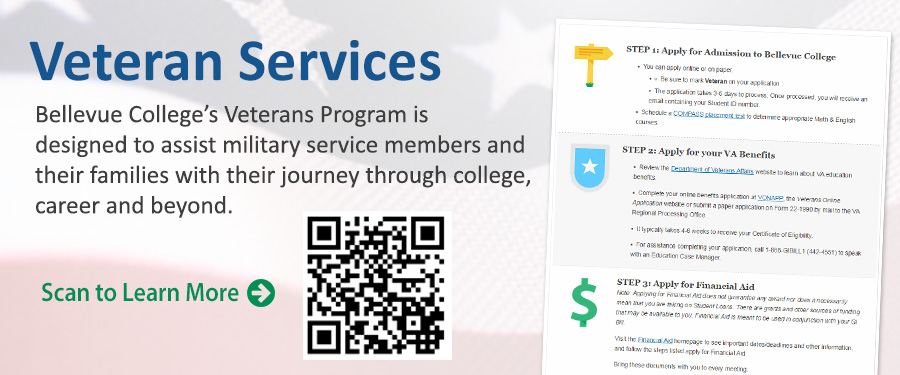 Veteran Services
Bellevue College's Veterans Program is
designed to assist military service members and
their families with their journey through college,
career and beyond.
Scan to Learn More
STEP 1: Apply for Admission to Bellevue College
• You can apply online or on paper.
• Be sure to mark Veteran on your application
• The application takes 3-5 days to process. Once processed, you will receive an
email containing your Student ID number.
• Schedule a COMPASS placement test to determine appropriate Math & English
courses
STEP 2: Apply for your VA Benefits
• Review the Department of Veterans Affairs website to learn about VA education
benefits.
• Complete your online benefits application at VONAPP, the Veterans Online
Application website or submit a paper application on Form 22-1990 by mail to the VA
Regional Processing Office.
• It typically takes 4-6 weeks to receive your Certificate of Eligibility.
• For assistance completing your application, call 1-888-GIBILL1 (442-4551) to speak
with an Education Case Manager.
STEP 3: Apply for Financial Aid
Note: Applying for Financial Aid does not guarantee any award nor does it necessarily
mean that you are taking on Student Loans. There are grants and other sources of funding
that may be available to you. Financial Aid is meant to be used in conjunction with your GI
Bill.
Visit the Financial Aid homepage to see important dates/deadlines and other information,
and follow the steps listed apply for Financial Aid
Bring these documents with you to every meeting: